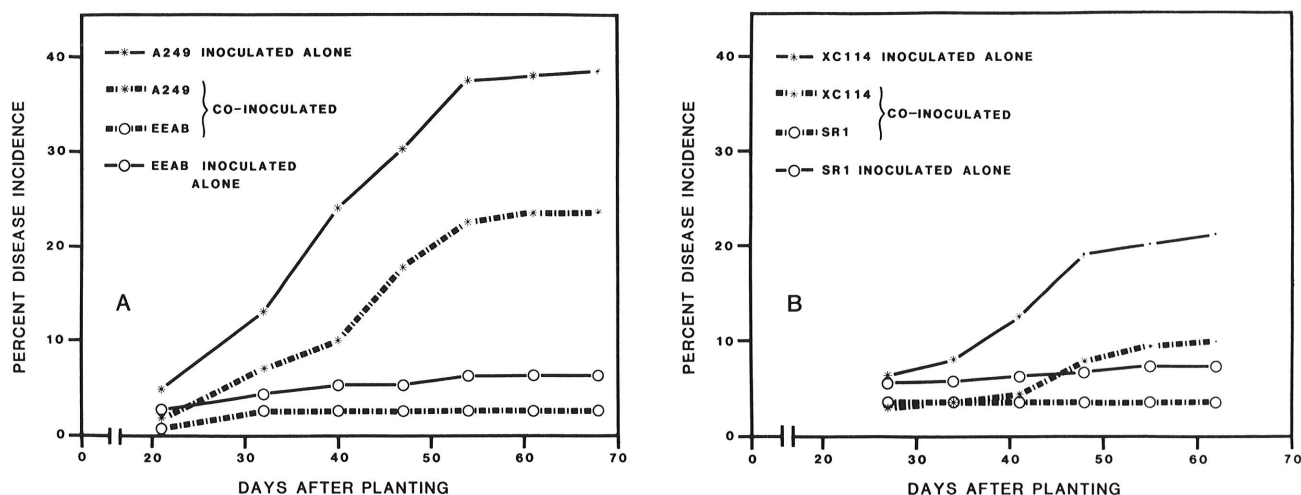 PERCENT DISEASE INCIDENCE
40
30
20
10
0
A249 INOCULATED ALONE
A249
CO-INOCULATED
EEAB
EEAB INOCULATED
ALONE
A
0 20 30 40 50 60 70
DAYS AFTER PLANTING
PERCENT DISEASE INCIDENCE
40
30
20
10
0
XC114 INOCULATED ALONE
XC114
CO-INOCULATED
SR1
SR1 INOCULATED ALONE
B
0 20 30 40 50 60 70
DAYS AFTER PLANTING